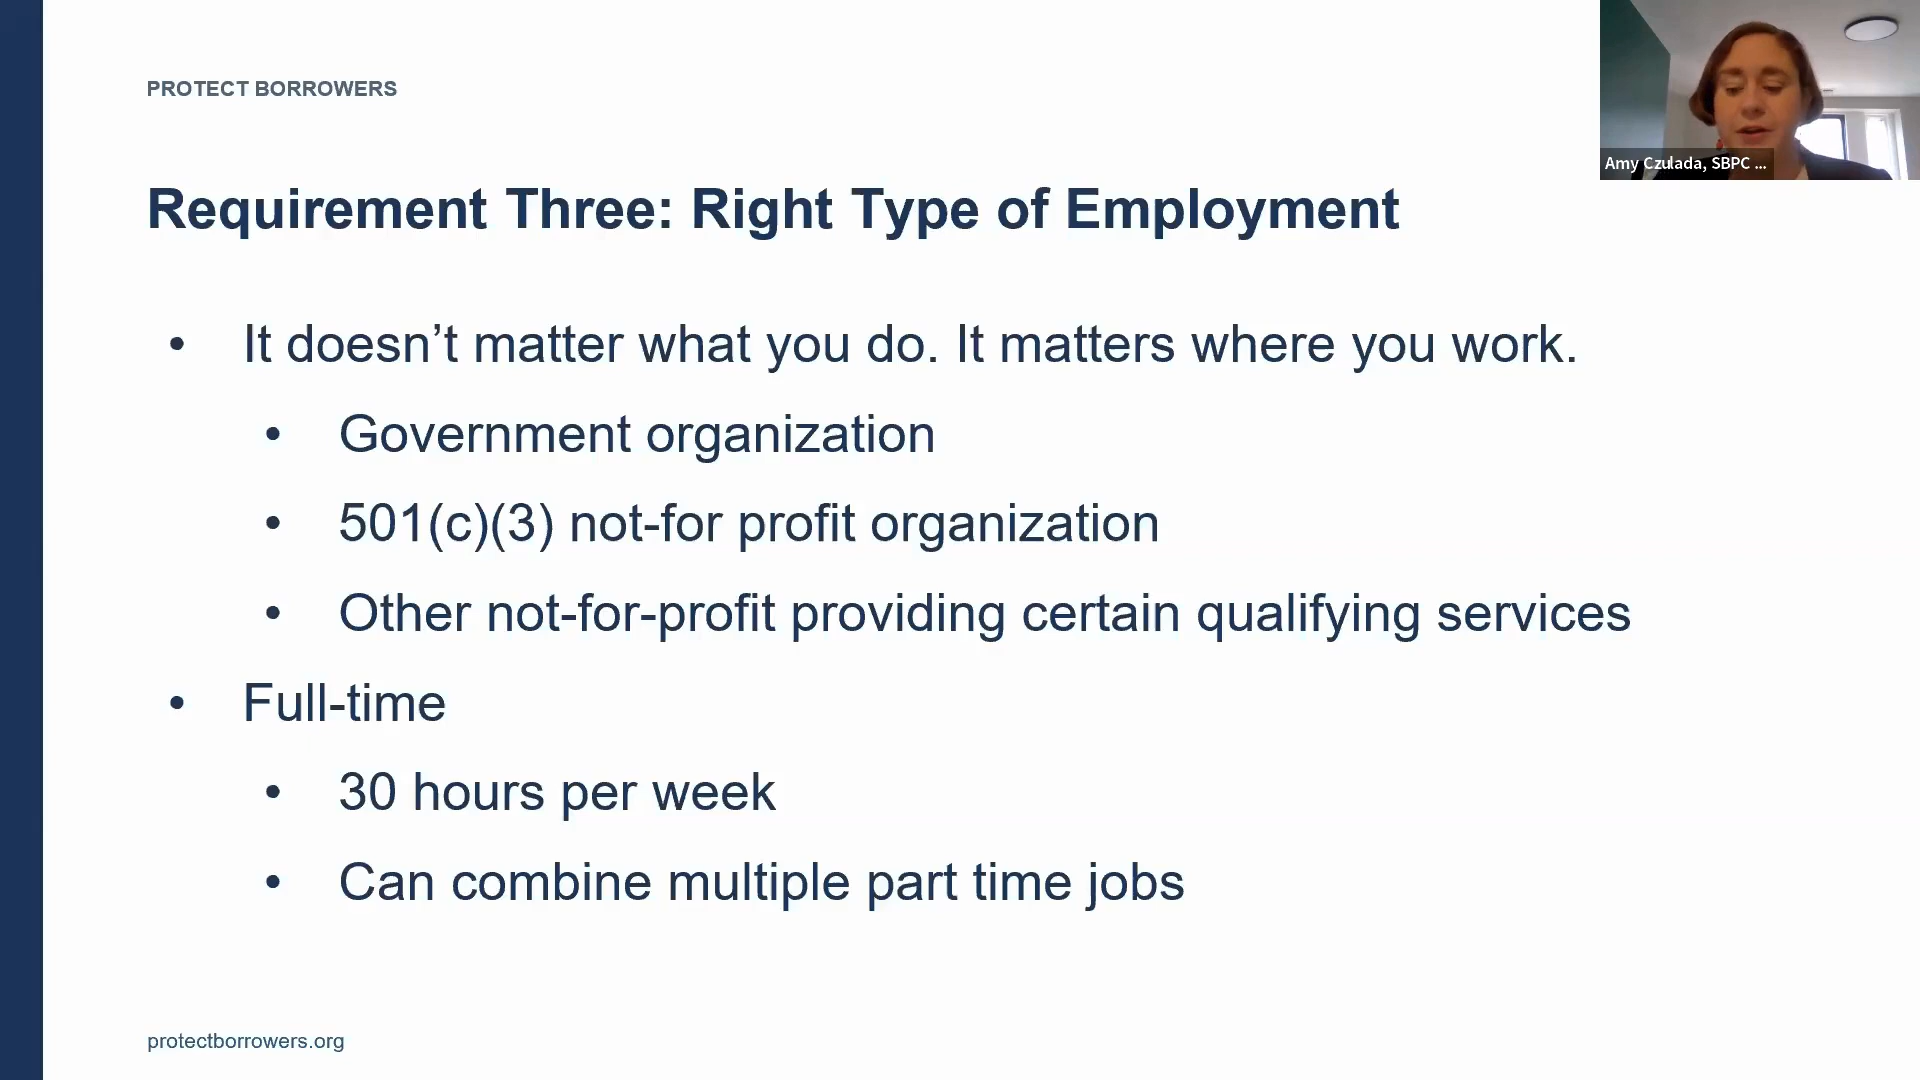 PROTECT BORROWERS
Amy Czulada, SBPC ...
Requirement Three: Right Type of Employment
• It doesn’t matter what you do. It matters where you work.
• Government organization
• 501(c)(3) not-for profit organization
• Other not-for-profit providing certain qualifying services
• Full-time
• 30 hours per week
• Can combine multiple part time jobs
protectborrowers.org